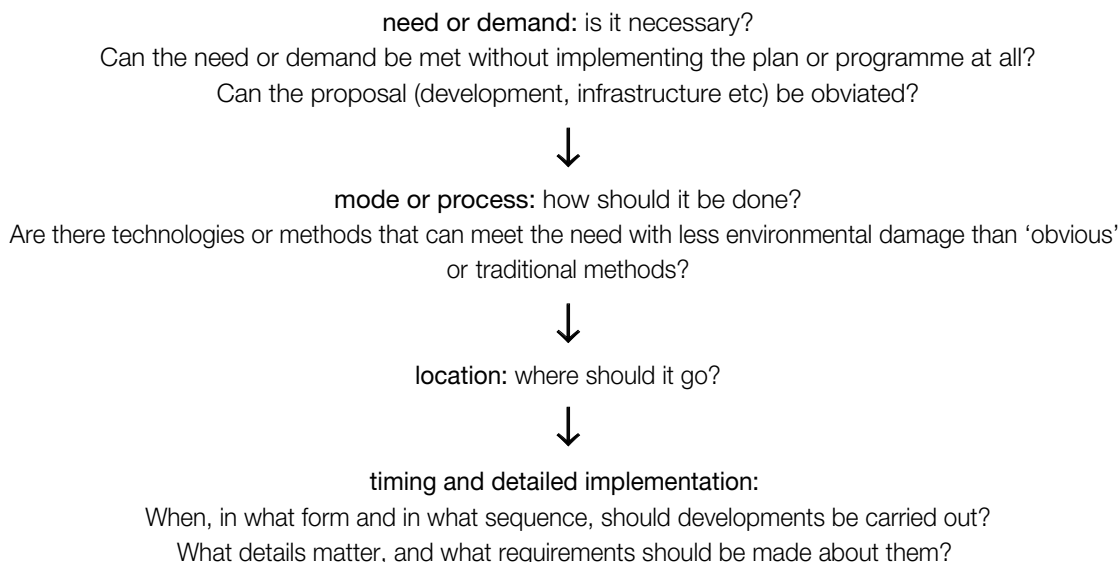 need or demand: is it necessary?
Can the need or demand be met without implementing the plan or programme at all?
Can the proposal (development, infrastructure etc) be obviated?
mode or process: how should it be done?
Are there technologies or methods that can meet the need with less environmental damage than ‘obvious’
or traditional methods?
location: where should it go?
timing and detailed implementation:
When, in what form and in what sequence, should developments be carried out?
What details matter, and what requirements should be made about them?